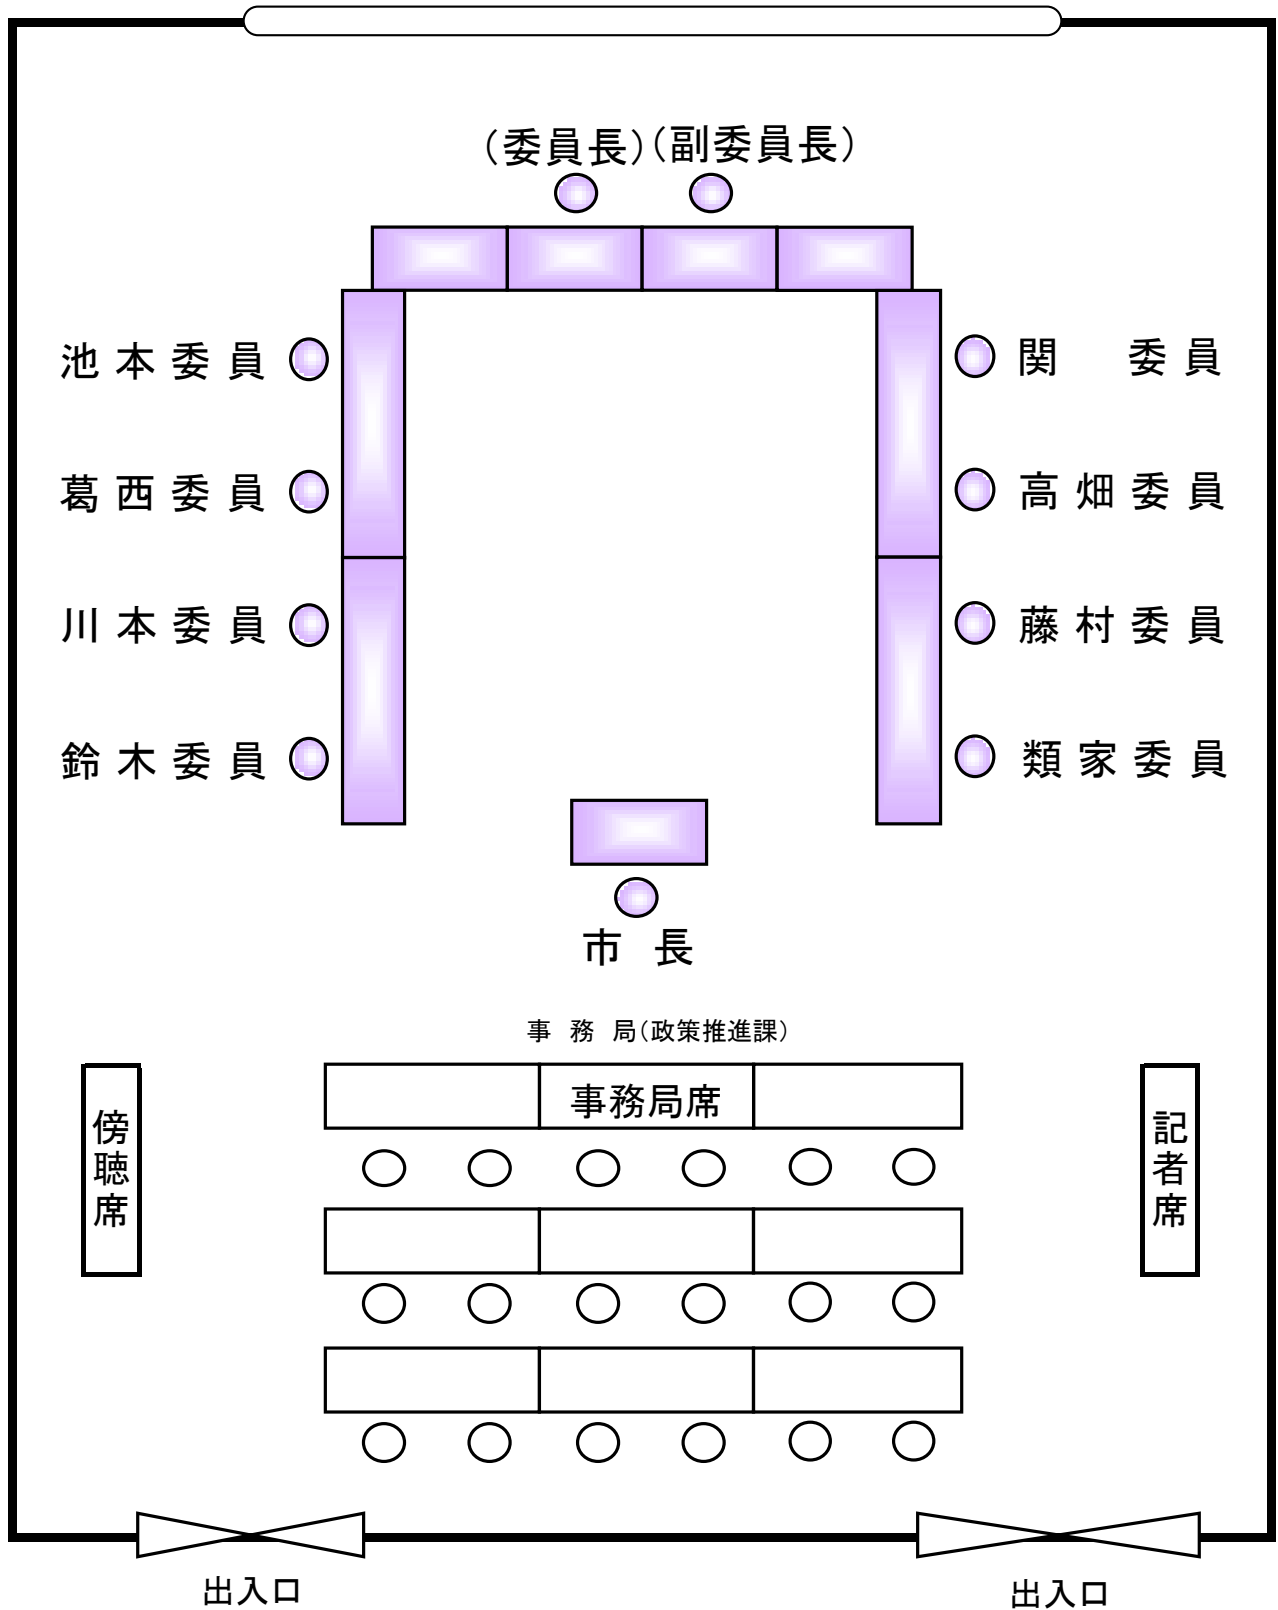 （委員長）（副委員長）
池本委員
関　委員
葛西委員
高畑委員
川本委員
藤村委員
鈴木委員
類家委員
市　長
事　務　局（政策推進課）
事務局席
傍聴席
記者席
出入口
出入口